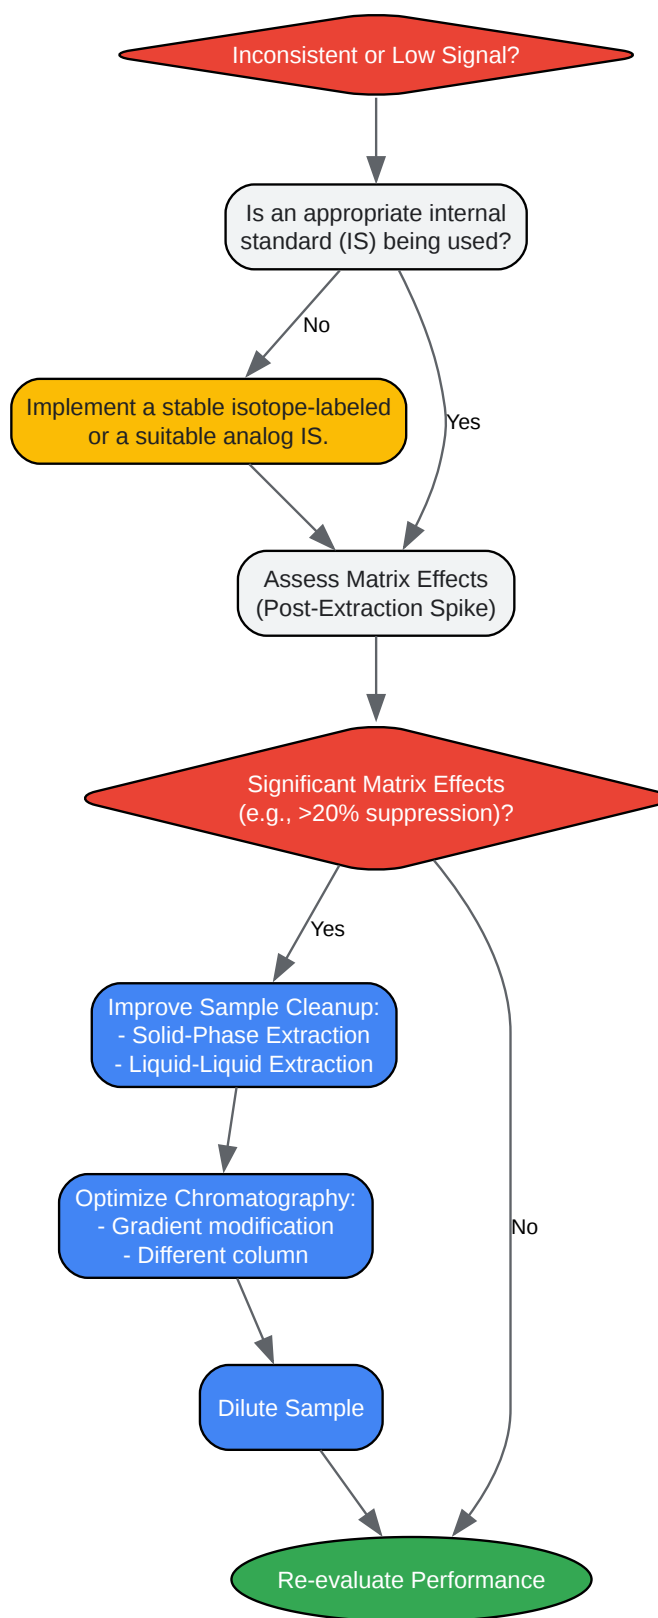 Inconsistent or Low Signal?
Is an appropriate internal
standard (IS) being used?
No
Implement a stable isotope-labeled
or a suitable analog IS.
Yes
Assess Matrix Effects
(Post-Extraction Spike)
Significant Matrix Effects
(e.g., >20% suppression)?
Yes
Improve Sample Cleanup:
- Solid-Phase Extraction
- Liquid-Liquid Extraction
Optimize Chromatography:
- Gradient modification
- Different column
No
Dilute Sample
Re-evaluate Performance